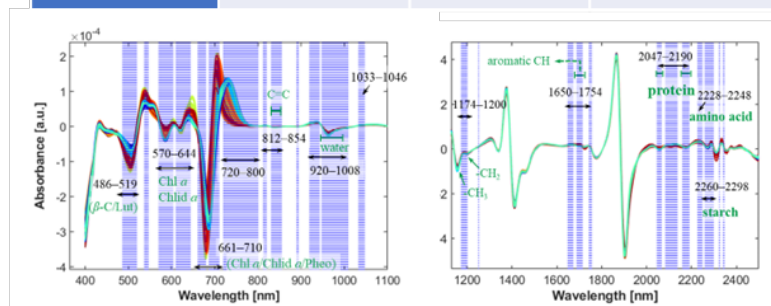 ×10⁻⁴
2
1
0
-1
-2
-3
-4
Absorbance [a.u.]
C=C
1033–1046
570–644
812–854
water
486–519
Chl a
Chlid a
720–800
920–1008
(β-C/Lut)
661–710
(Chl a/Chlid a/Pheo)
400 500 600 700 800 900 1000 1100
Wavelength [nm]
4
2
0
-2
-4
2047–2190
aromatic CH
1650–1754
protein
2228–2248
1174–1200
amino acid
-CH₂
-CH₃
2260–2298
starch
1200 1400 1600 1800 2000 2200 2400
Wavelength [nm]